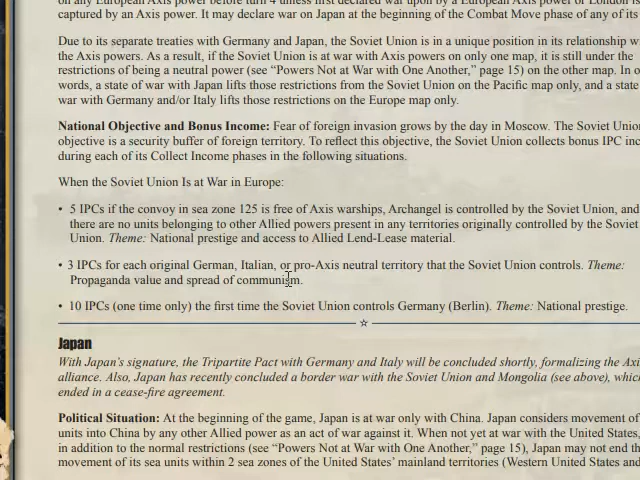 on any European Axis power before turn 4 unless first declared war upon by a European Axis power or London is
captured by an Axis power. It may declare war on Japan at the beginning of the Combat Move phase of any of its
Due to its separate treaties with Germany and Japan, the Soviet Union is in a unique position in its relationship w
the Axis powers. As a result, if the Soviet Union is at war with Axis powers on only one map, it is still under the
restrictions of being a neutral power (see “Powers Not at War with One Another,” page 15) on the other map. In o
words, a state of war with Japan lifts those restrictions from the Soviet Union on the Pacific map only, and a state
war with Germany and/or Italy lifts those restrictions on the Europe map only.
National Objective and Bonus Income: Fear of foreign invasion grows by the day in Moscow. The Soviet Union
objective is a security buffer of foreign territory. To reflect this objective, the Soviet Union collects bonus IPC inc
during each of its Collect Income phases in the following situations.
When the Soviet Union Is at War in Europe:
• 5 IPCs if the convoy in sea zone 125 is free of Axis warships, Archangel is controlled by the Soviet Union, and
there are no units belonging to other Allied powers present in any territories originally controlled by the Soviet
Union. Theme: National prestige and access to Allied Lend-Lease material.
• 3 IPCs for each original German, Italian, or pro-Axis neutral territory that the Soviet Union controls. Theme:
Propaganda value and spread of communism.
• 10 IPCs (one time only) the first time the Soviet Union controls Germany (Berlin). Theme: National prestige.
Japan
With Japan’s signature, the Tripartite Pact with Germany and Italy will be concluded shortly, formalizing the Axi
alliance. Also, Japan has recently concluded a border war with the Soviet Union and Mongolia (see above), which
ended in a cease-fire agreement.
Political Situation: At the beginning of the game, Japan is at war only with China. Japan considers movement of
units into China by any other Allied power as an act of war against it. When not yet at war with the United States,
in addition to the normal restrictions (see “Powers Not at War with One Another,” page 15), Japan may not end th
movement of its sea units within 2 sea zones of the United States’ mainland territories (Western United States and